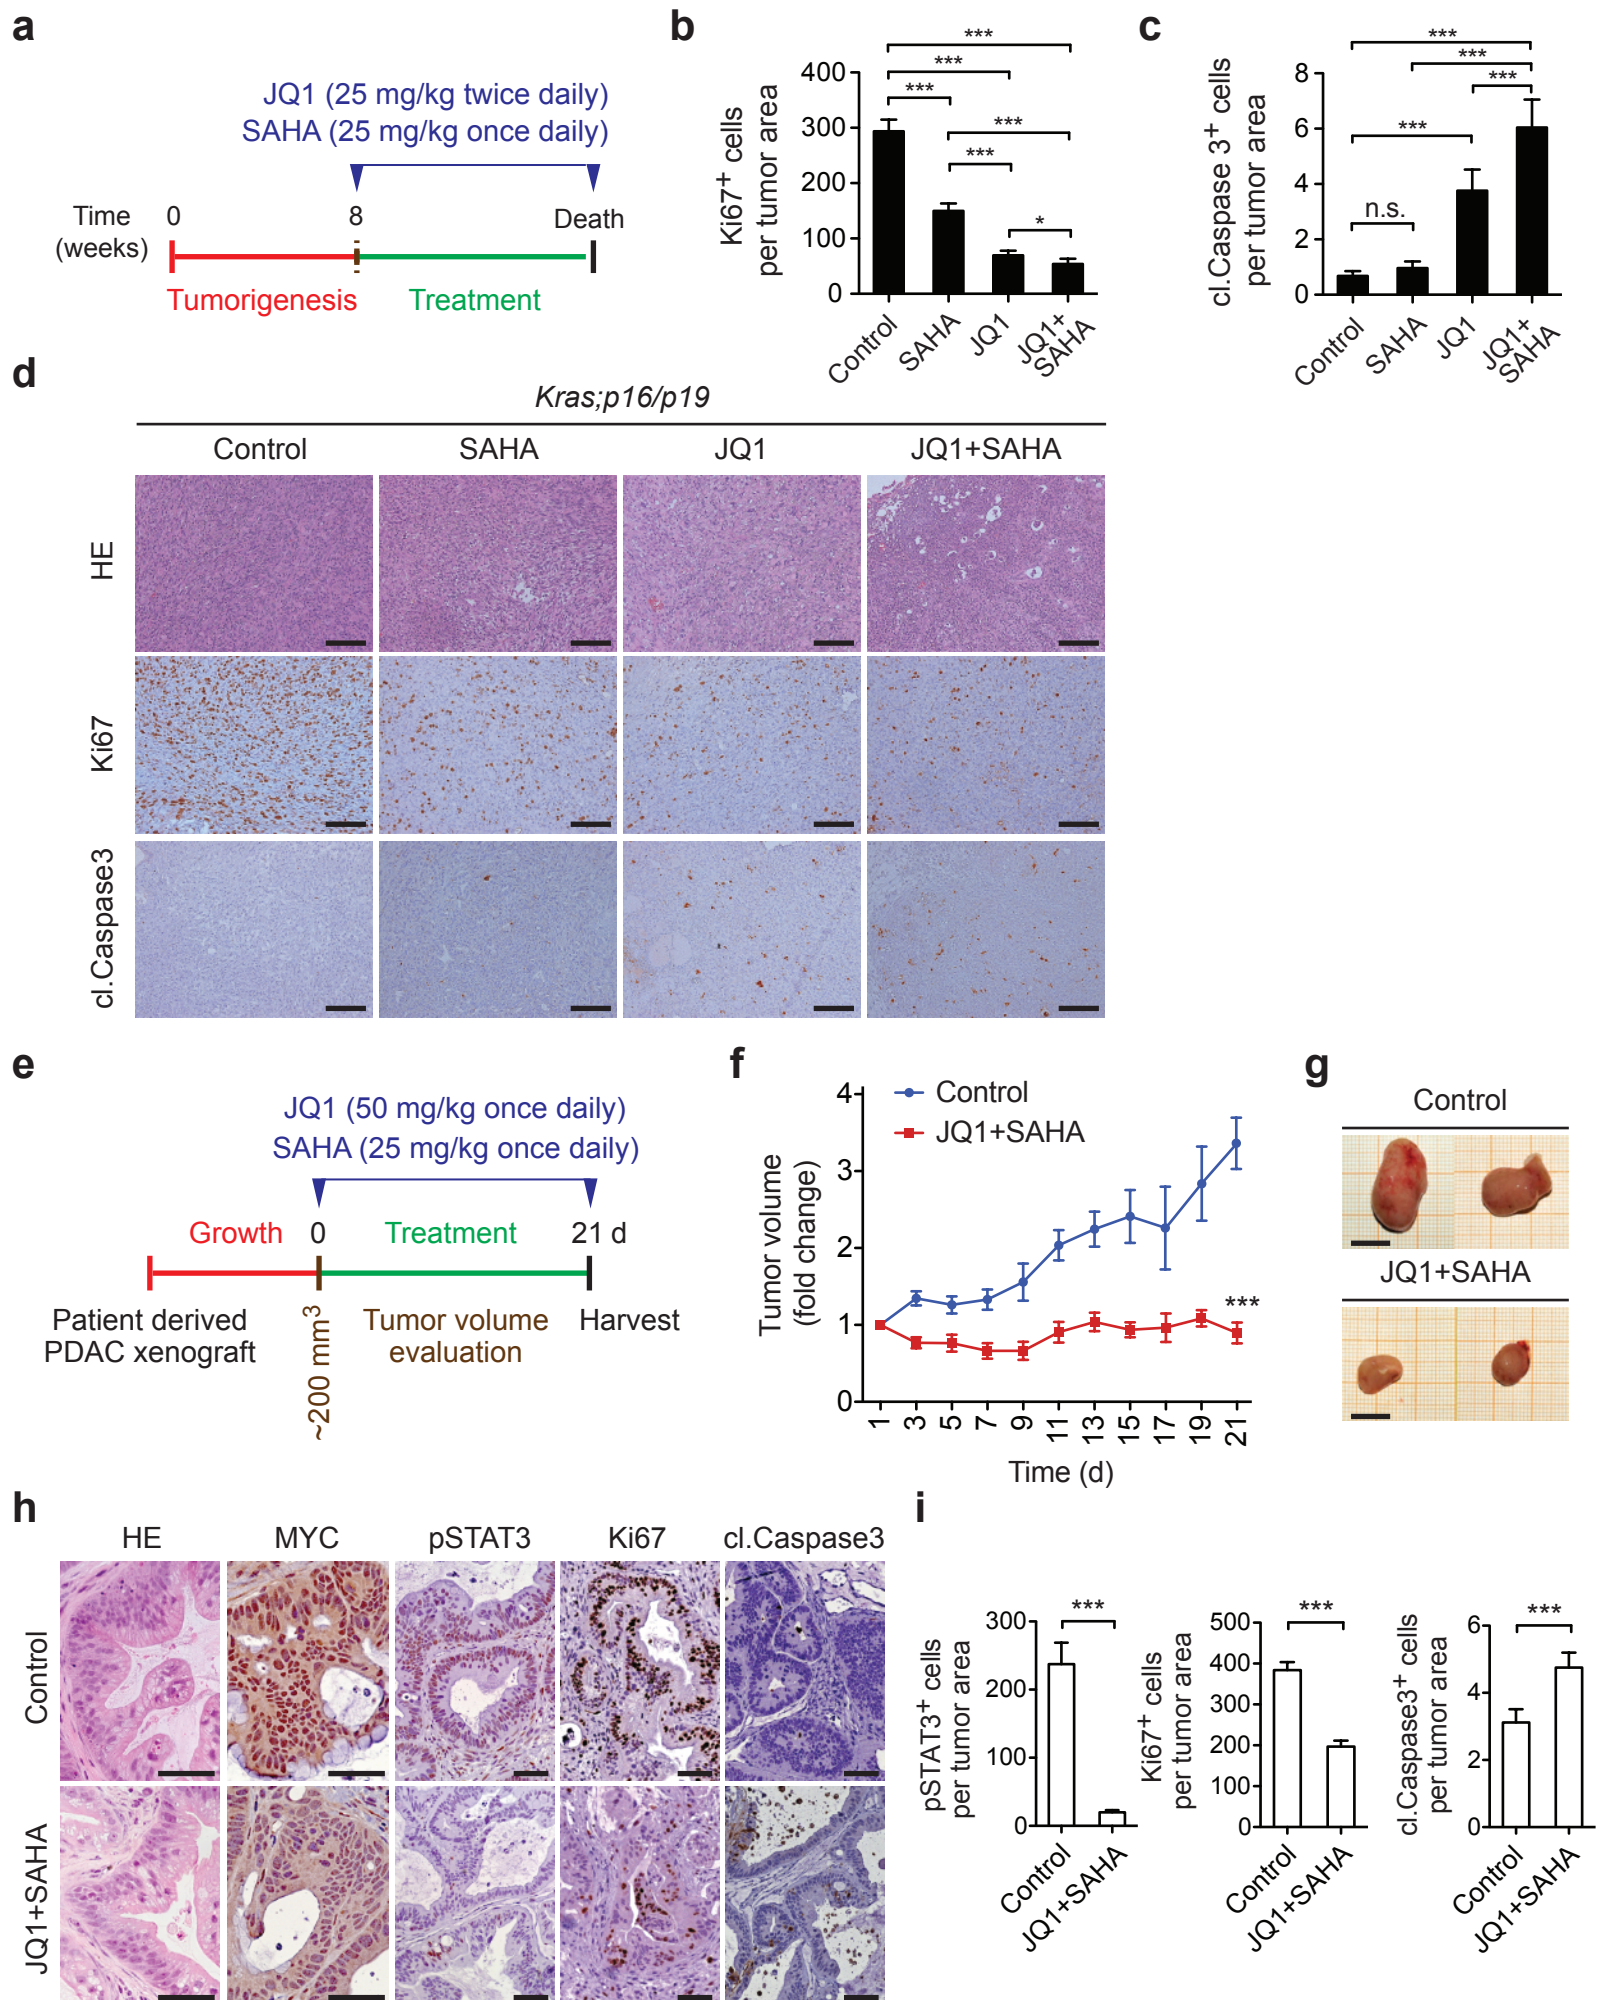 a
JQ1 (25 mg/kg twice daily)
SAHA (25 mg/kg once daily)
Time
(weeks)
0
8
Death
Tumorigenesis
Treatment
b
Ki67+ cells
per tumor area
400
300
200
100
0
***
***
***
***
***
*
Control
SAHA
JQ1
JQ1+
SAHA
c
cl.Caspase 3+ cells
per tumor area
8
6
4
2
0
***
***
***
***
n.s.
Control
SAHA
JQ1
JQ1+
SAHA
d
Kras;p16/p19
Control
SAHA
JQ1
JQ1+SAHA
HE
Ki67
cl.Caspase3
e
JQ1 (50 mg/kg once daily)
SAHA (25 mg/kg once daily)
Growth
0
Treatment
21 d
Patient derived
PDAC xenograft
~200 mm3
Tumor volume
evaluation
Harvest
f
Tumor volume
(fold change)
4
3
2
1
0
Control
JQ1+SAHA
***
1
3
5
7
9
11
13
15
17
19
21
Time (d)
g
Control
JQ1+SAHA
h
HE
MYC
pSTAT3
Ki67
cl.Caspase3
Control
JQ1+SAHA
i
pSTAT3+ cells
per tumor area
300
200
100
0
***
Control
JQ1+SAHA
Ki67+ cells
per tumor area
500
400
300
200
100
0
***
Control
JQ1+SAHA
cl.Caspase3+ cells
per tumor area
6
4
2
0
***
Control
JQ1+SAHA